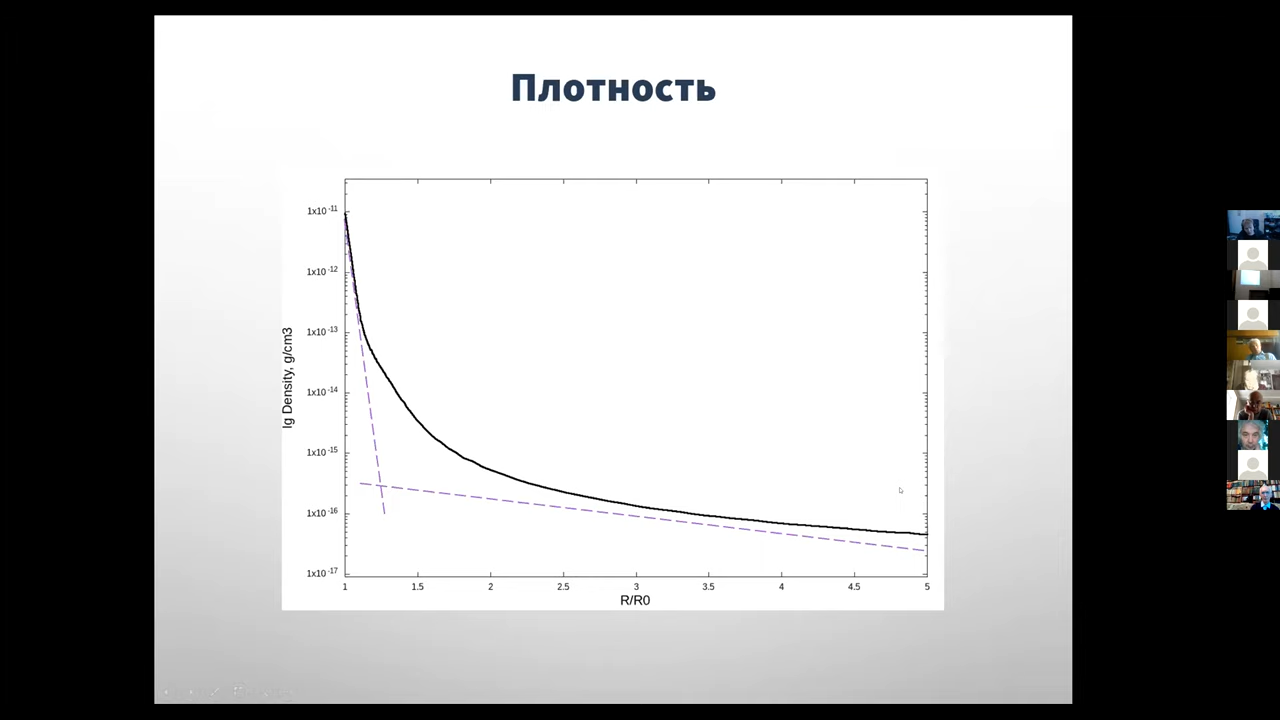 Плотность
1x10 -11
1x10 -12
1x10 -13
1x10 -14
1x10 -15
1x10 -16
1x10 -17
lg Density, g/cm3
1 1.5 2 2.5 3 3.5 4 4.5 5
R/R0